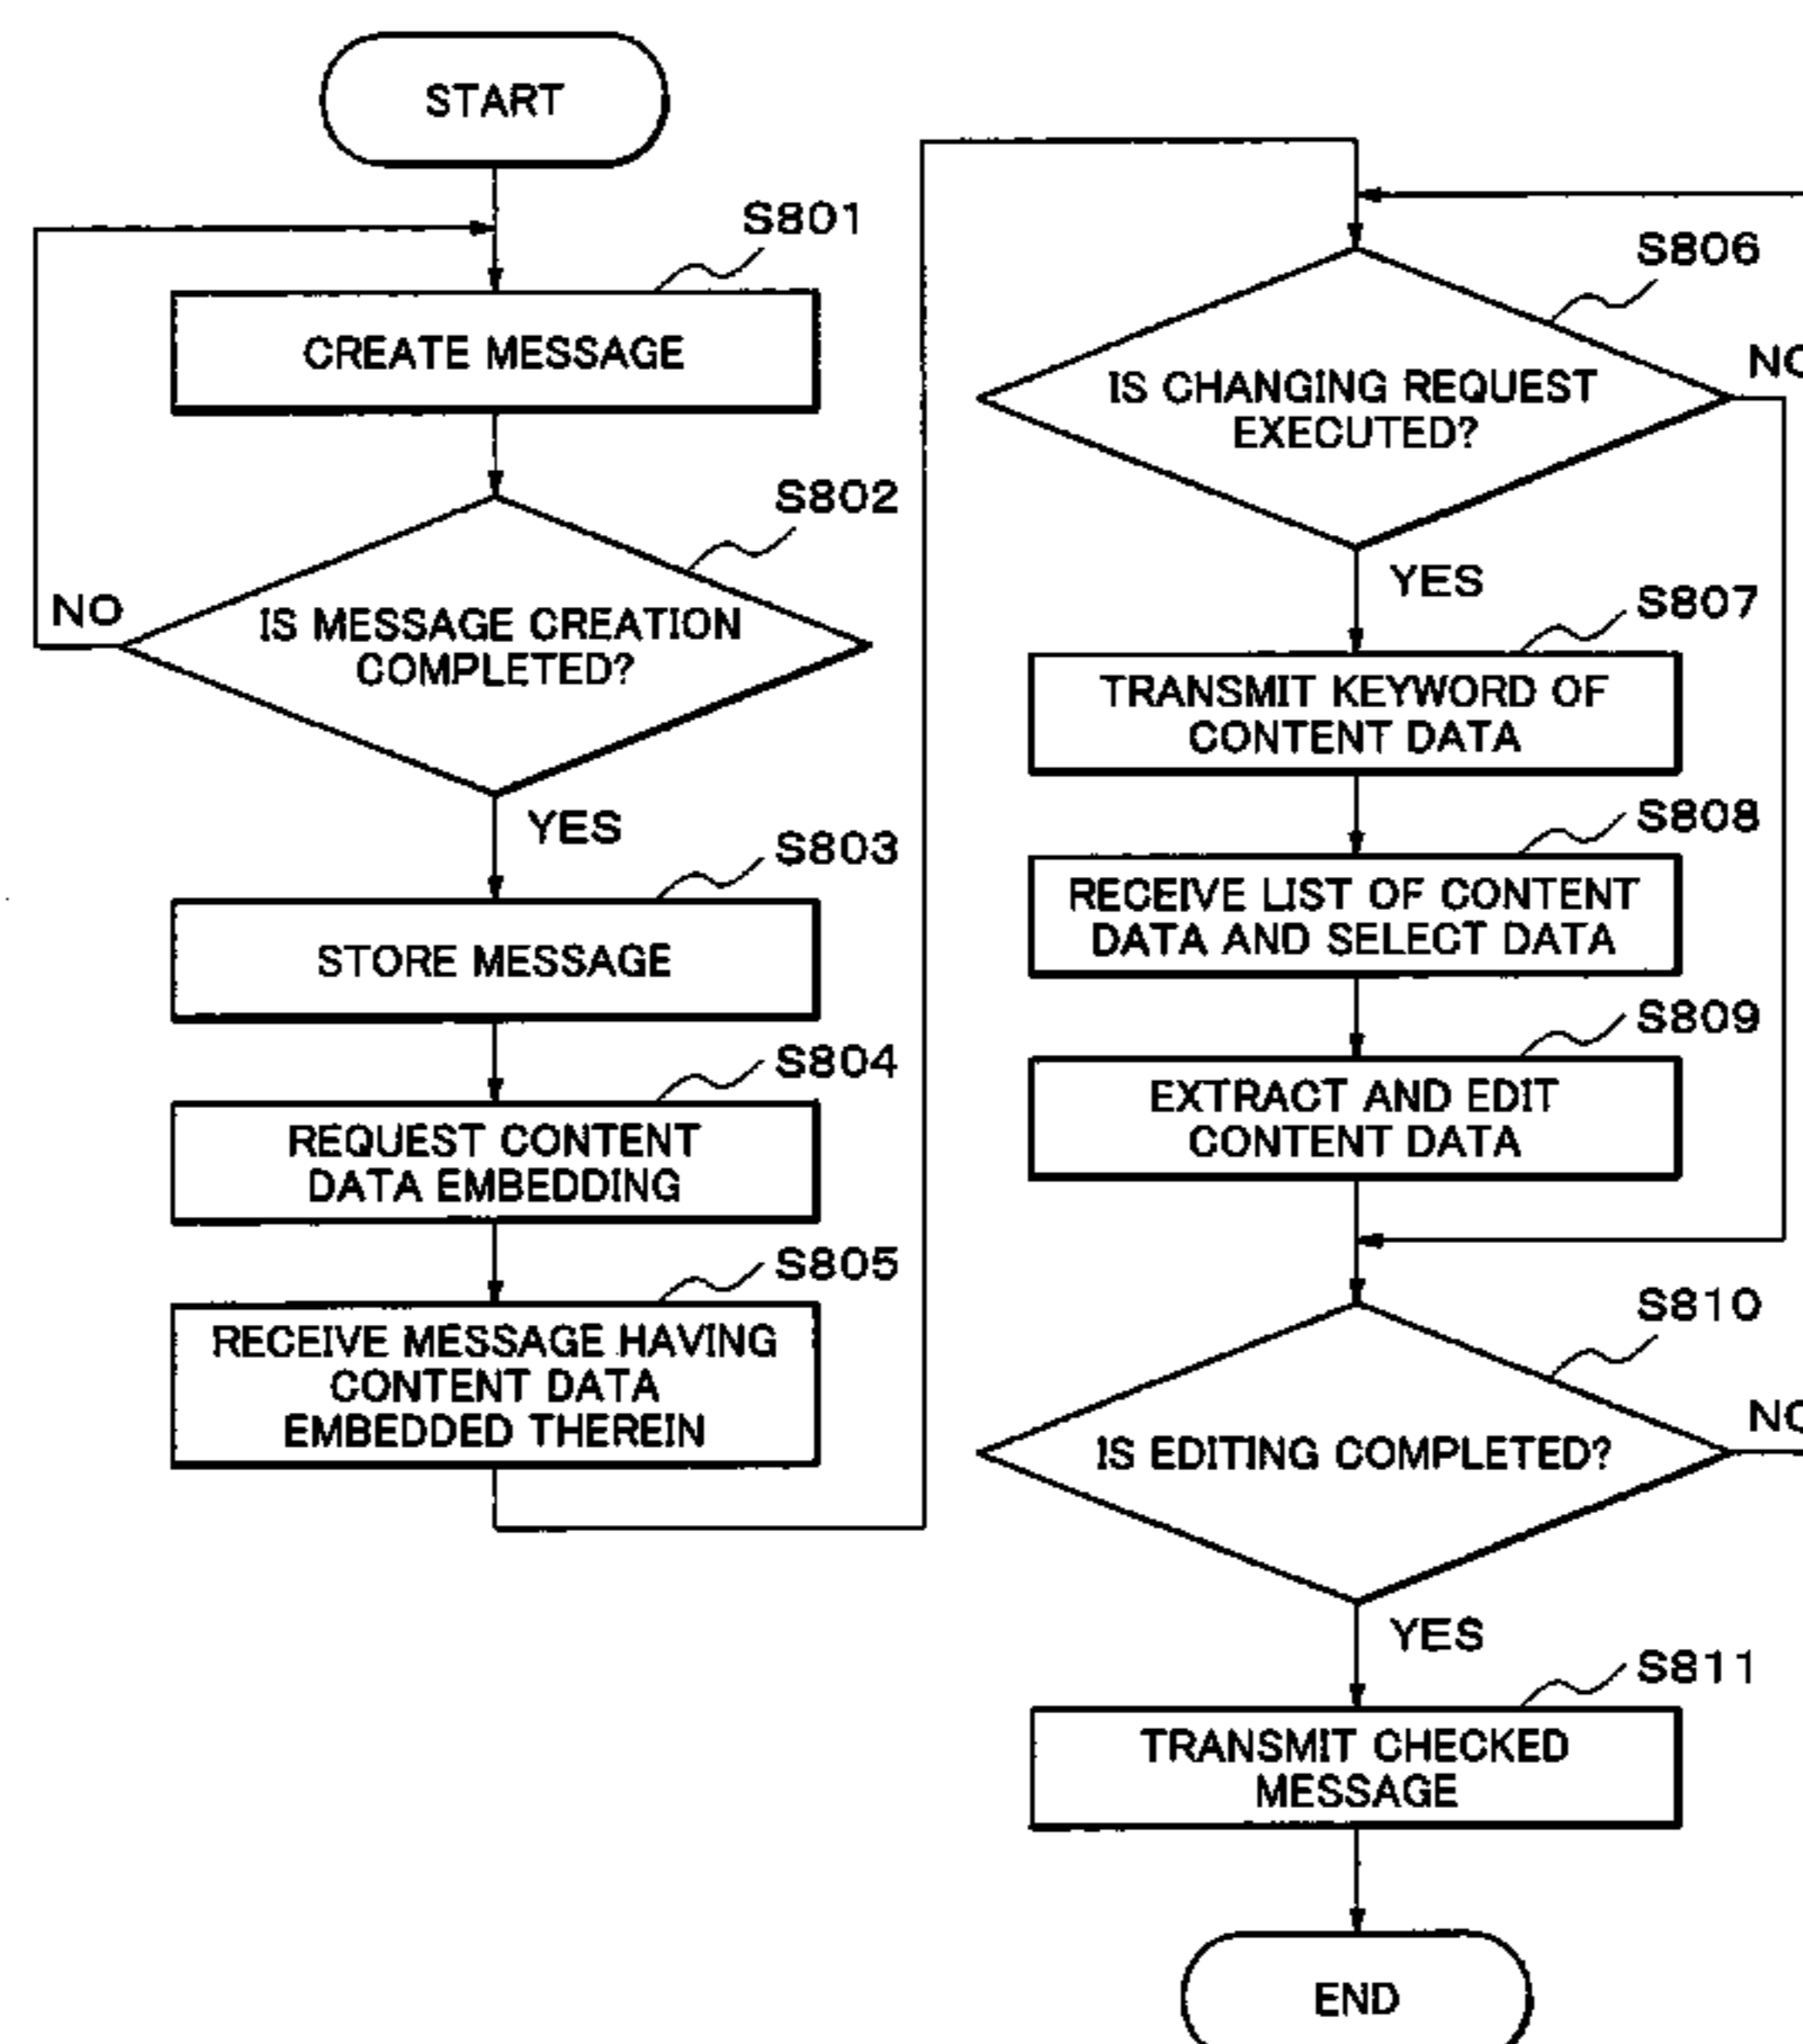 START
S801
CREATE MESSAGE
S802
NO
IS MESSAGE CREATION
COMPLETED?
YES
S803
STORE MESSAGE
S804
REQUEST CONTENT
DATA EMBEDDING
S805
RECEIVE MESSAGE HAVING
CONTENT DATA
EMBEDDED THEREIN
S806
NO
IS CHANGING REQUEST
EXECUTED?
YES
S807
TRANSMIT KEYWORD OF
CONTENT DATA
S808
RECEIVE LIST OF CONTENT
DATA AND SELECT DATA
S809
EXTRACT AND EDIT
CONTENT DATA
S810
NO
IS EDITING COMPLETED?
YES
S811
TRANSMIT CHECKED
MESSAGE
END